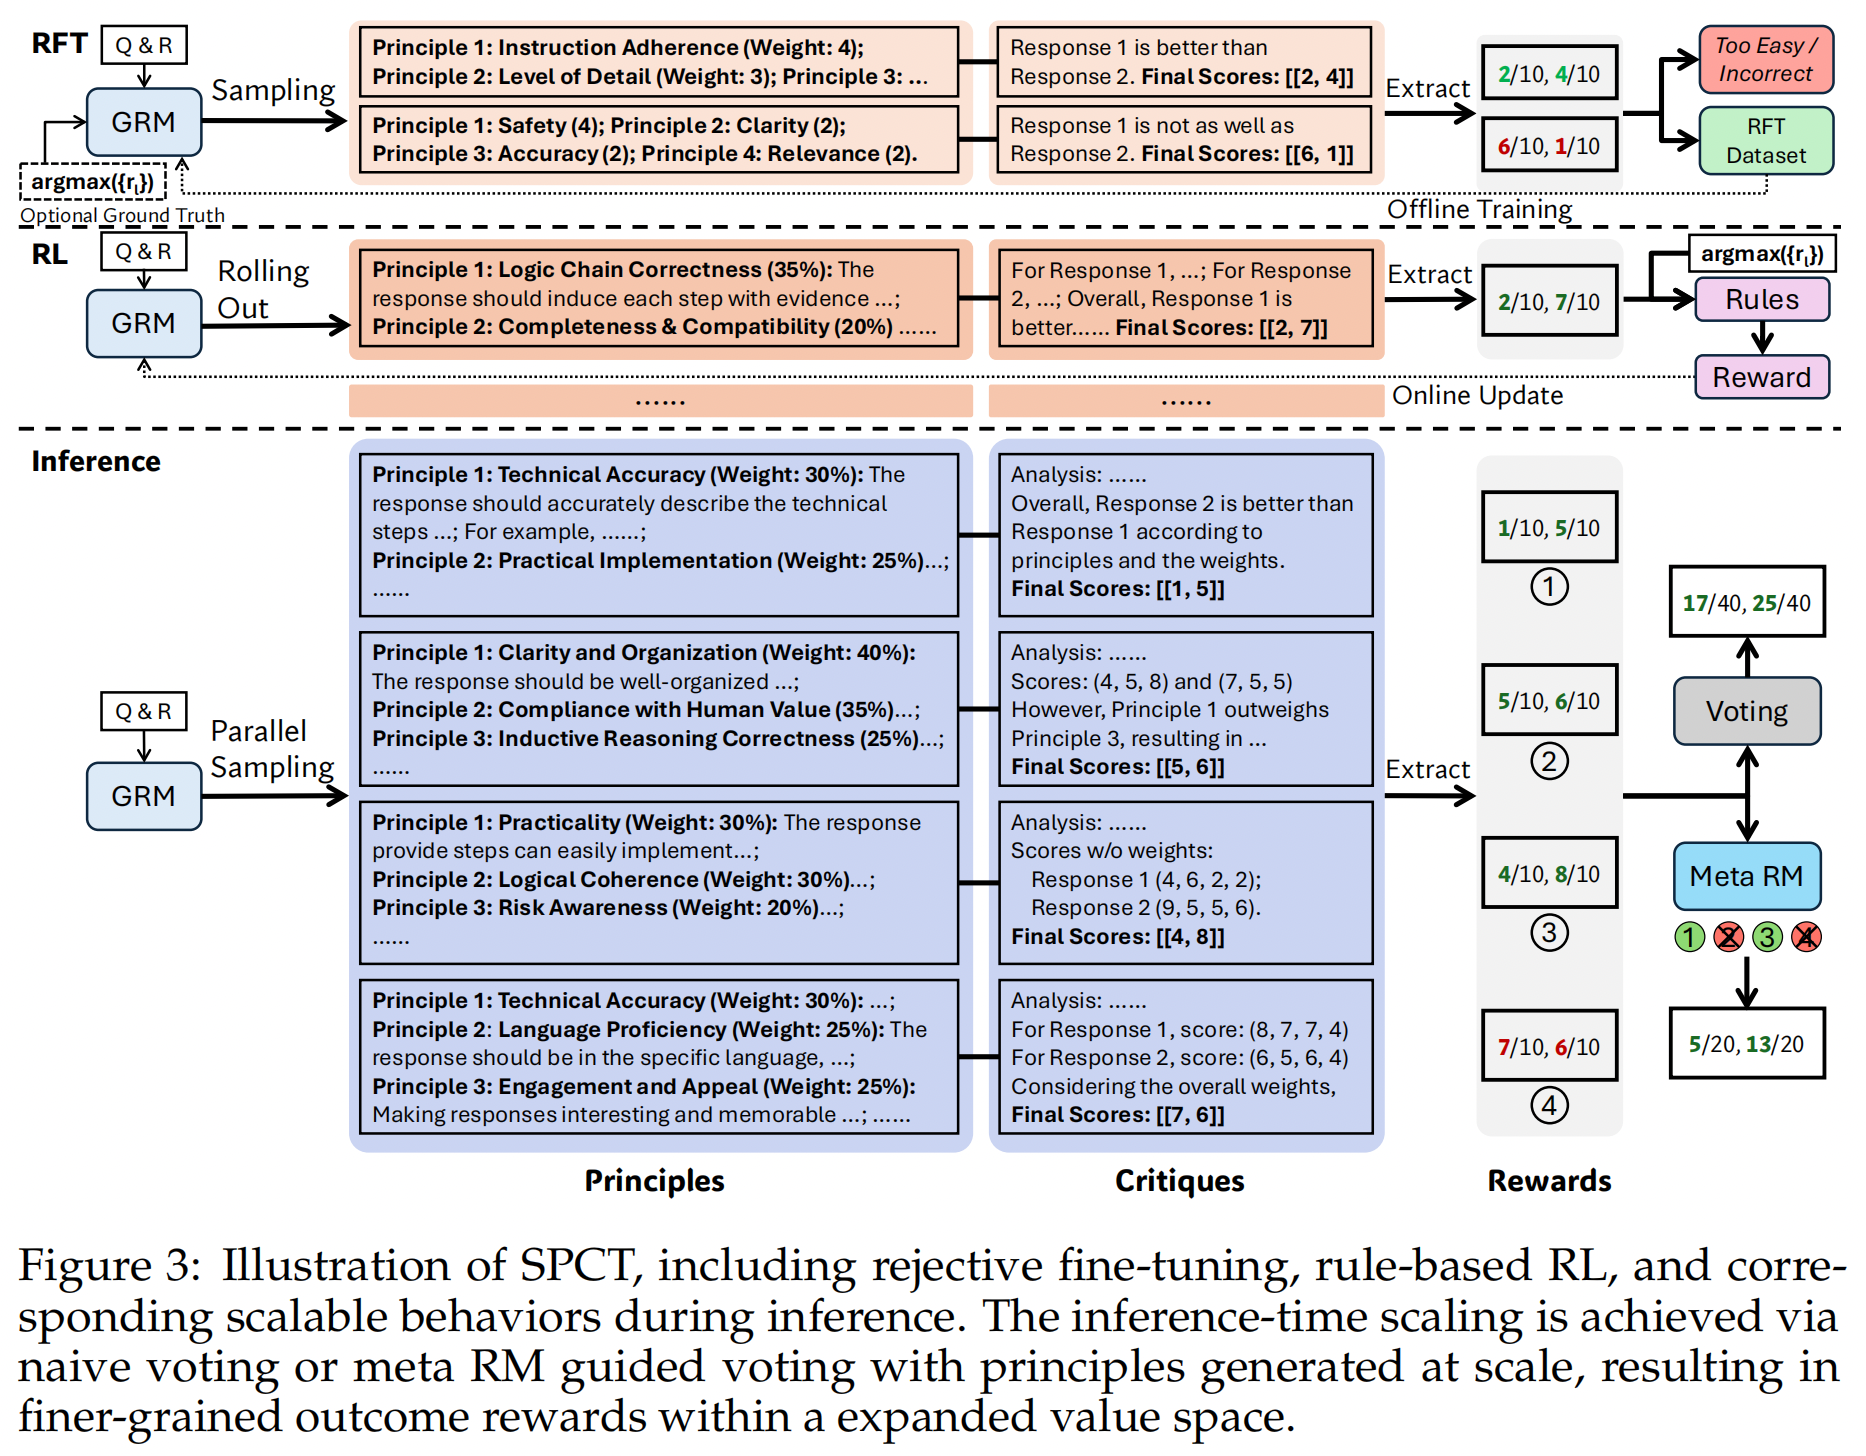 RFT
Q & R
GRM
argmax({rₗ})
Optional Ground Truth
Sampling
Principle 1: Instruction Adherence (Weight: 4);
Principle 2: Level of Detail (Weight: 3); Principle 3: ...
Response 1 is better than
Response 2. Final Scores: [[2, 4]]
Principle 1: Safety (4); Principle 2: Clarity (2);
Principle 3: Accuracy (2); Principle 4: Relevance (2).
Response 1 is not as well as
Response 2. Final Scores: [[6, 1]]
Extract
2/10, 4/10
6/10, 1/10
Too Easy /
Incorrect
RFT
Dataset
Offline Training
RL
Q & R
GRM
Rolling
Out
Principle 1: Logic Chain Correctness (35%): The
response should induce each step with evidence ...;
Principle 2: Completeness & Compatibility (20%) ......
For Response 1, ...; For Response
2, ...; Overall, Response 1 is
better...... Final Scores: [[2, 7]]
Extract
2/10, 7/10
argmax({rₗ})
Rules
Reward
......
......
Online Update
Inference
Q & R
GRM
Parallel
Sampling
Principle 1: Technical Accuracy (Weight: 30%): The
response should accurately describe the technical
steps ...; For example, ......;
Principle 2: Practical Implementation (Weight: 25%)...;
......
Analysis: ......
Overall, Response 2 is better than
Response 1 according to
principles and the weights.
Final Scores: [[1, 5]]
Principle 1: Clarity and Organization (Weight: 40%):
The response should be well-organized ...;
Principle 2: Compliance with Human Value (35%)...;
Principle 3: Inductive Reasoning Correctness (25%)...;
......
Analysis: ......
Scores: (4, 5, 8) and (7, 5, 5)
However, Principle 1 outweighs
Principle 3, resulting in ...
Final Scores: [[5, 6]]
Principle 1: Practicality (Weight: 30%): The response
provide steps can easily implement...;
Principle 2: Logical Coherence (Weight: 30%)...;
Principle 3: Risk Awareness (Weight: 20%)...;
......
Analysis: ......
Scores w/o weights:
Response 1 (4, 6, 2, 2);
Response 2 (9, 5, 5, 6).
Final Scores: [[4, 8]]
Principle 1: Technical Accuracy (Weight: 30%): ...;
Principle 2: Language Proficiency (Weight: 25%): The
response should be in the specific language, ...;
Principle 3: Engagement and Appeal (Weight: 25%):
Making responses interesting and memorable ...; ......
Analysis: ......
For Response 1, score: (8, 7, 7, 4)
For Response 2, score: (6, 5, 6, 4)
Considering the overall weights,
Final Scores: [[7, 6]]
Extract
1/10, 5/10
1
5/10, 6/10
2
4/10, 8/10
3
7/10, 6/10
4
17/40, 25/40
Voting
Meta RM
1 2 3 4
5/20, 13/20
Principles
Critiques
Rewards
Figure 3: Illustration of SPCT, including rejective fine-tuning, rule-based RL, and corre-
sponding scalable behaviors during inference. The inference-time scaling is achieved via
naive voting or meta RM guided voting with principles generated at scale, resulting in
finer-grained outcome rewards within a expanded value space.